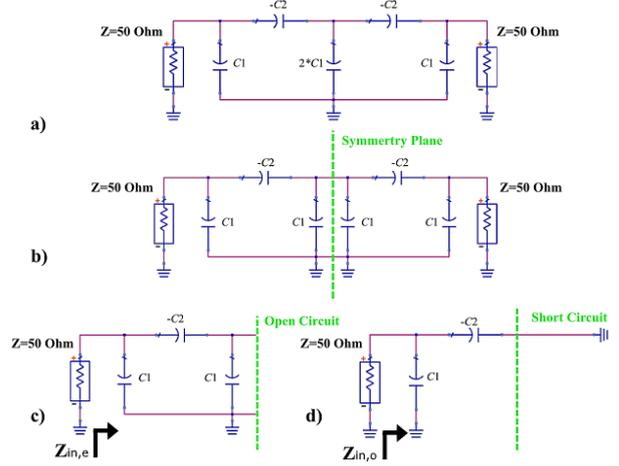 -C2 -C2
Z=50 Ohm Z=50 Ohm
+ C1 2*C1 C1 +
- -
a)
Symmertry Plane
-C2 -C2
Z=50 Ohm Z=50 Ohm
+ C1 C1 C1 C1 +
- -
b)
-C2 Open Circuit -C2 Short Circuit
Z=50 Ohm Z=50 Ohm
+ C1 C1 + C1
- -
c) d)
Zin,e Zin,o